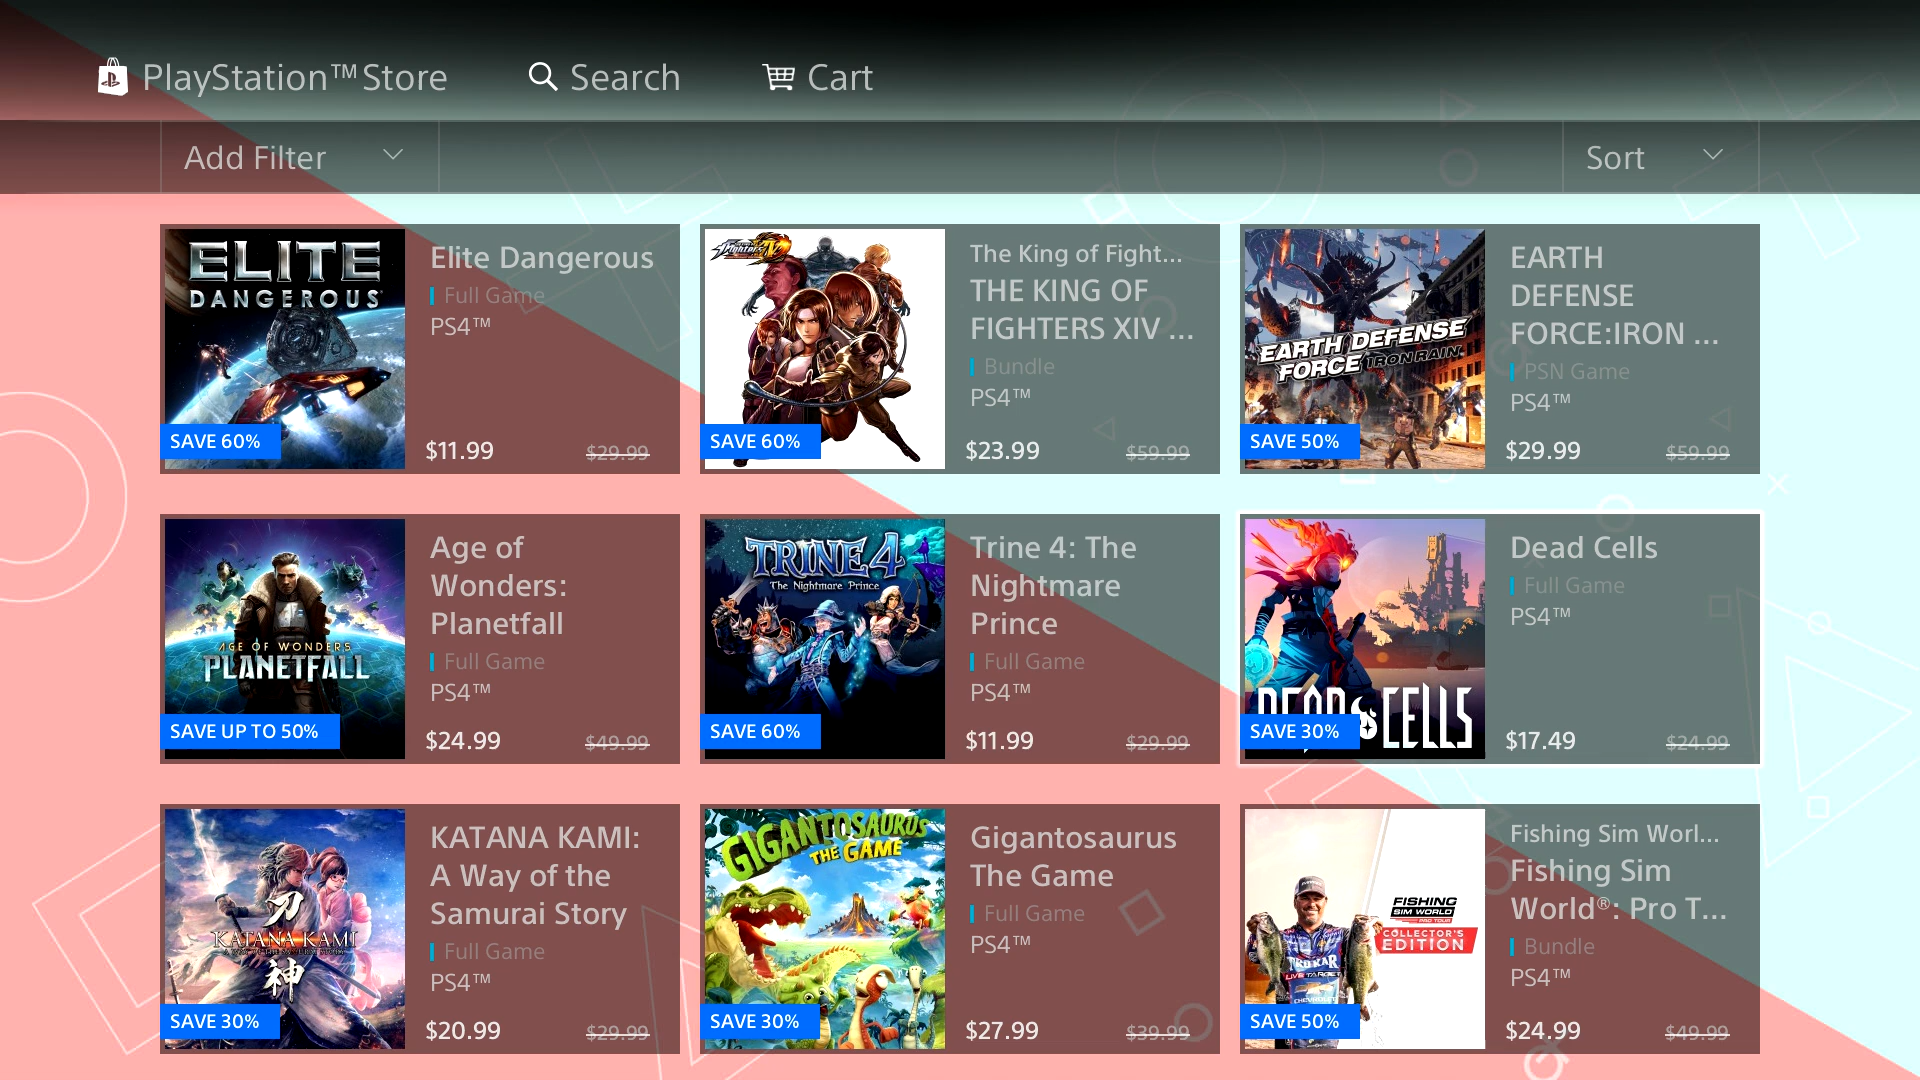 PlayStation™Store
Search
Cart
Add Filter
Sort
ELITE
DANGEROUS
SAVE 60%
Elite Dangerous
Full Game
PS4™
$11.99
$29.99
SAVE 60%
The King of Fight...
THE KING OF
FIGHTERS XIV ...
Bundle
PS4™
$23.99
$59.99
EARTH DEFENSE
FORCE: IRON RAIN
SAVE 50%
EARTH
DEFENSE
FORCE:IRON ...
PSN Game
PS4™
$29.99
$59.99
AGE OF WONDERS
PLANETFALL
SAVE UP TO 50%
Age of
Wonders:
Planetfall
Full Game
PS4™
$24.99
$49.99
TRINE 4
The Nightmare Prince
SAVE 60%
Trine 4: The
Nightmare
Prince
Full Game
PS4™
$11.99
$29.99
DEAD CELLS
SAVE 30%
Dead Cells
Full Game
PS4™
$17.49
$24.99
刀
KATANA KAMI
神
SAVE 30%
KATANA KAMI:
A Way of the
Samurai Story
Full Game
PS4™
$20.99
$29.99
GIGANTOSAURUS
THE GAME
SAVE 30%
Gigantosaurus
The Game
Full Game
PS4™
$27.99
$39.99
FISHING
SIM WORLD
PRO TOUR
COLLECTOR'S
EDITION
SAVE 50%
Fishing Sim Worl...
Fishing Sim
World®: Pro T...
Bundle
PS4™
$24.99
$49.99